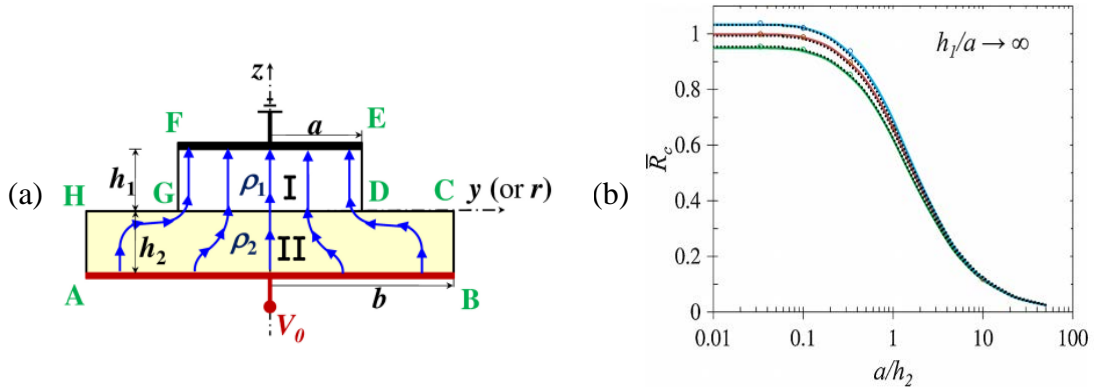 (a)
z
F
E
a
h₁
ρ₁
I
H
G
D
C
y (or r)
h₂
ρ₂
II
A
b
B
V₀
(b)
R̄c
1
0.8
0.6
0.4
0.2
0
h₁/a → ∞
0.01
0.1
1
10
100
a/h₂